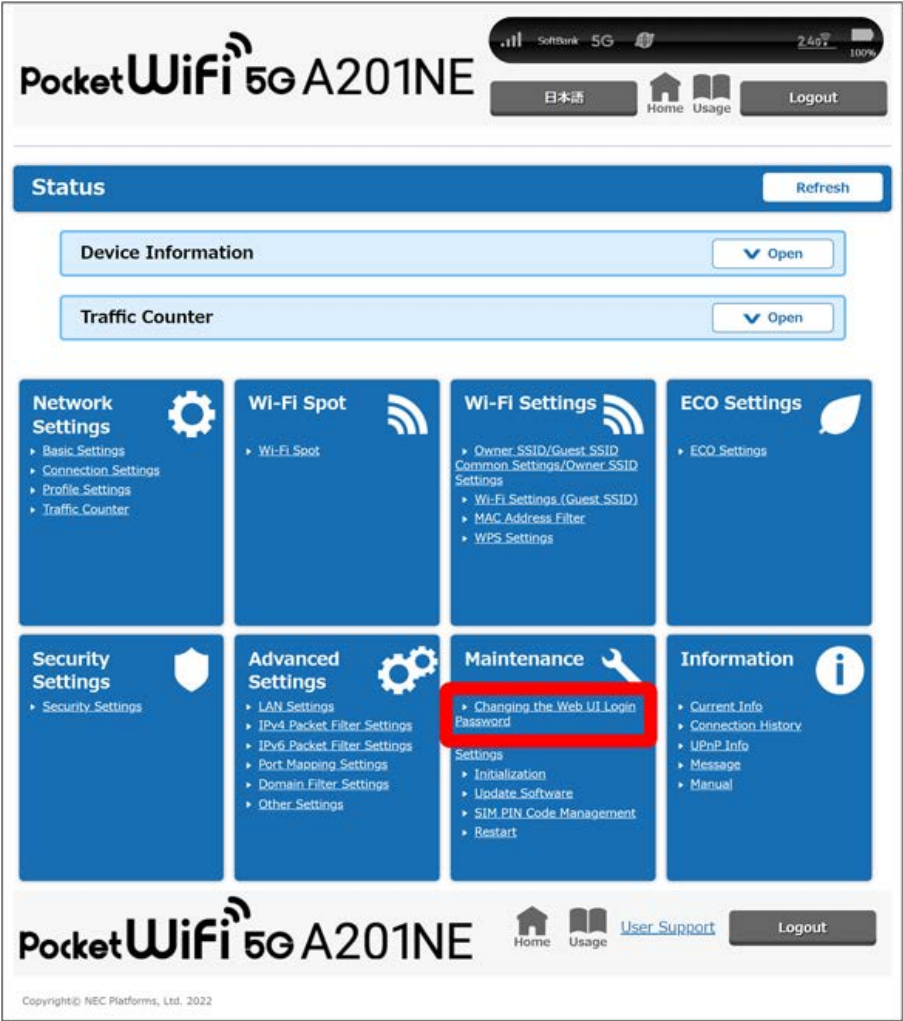 PocketWiFi 5G A201NE
SoftBank 5G 2.4G 100%
日本語 Home Usage Logout
Status Refresh
Device Information Open
Traffic Counter Open
Network
Settings
Basic Settings
Connection Settings
Profile Settings
Traffic Counter
Wi-Fi Spot
Wi-Fi Spot
Wi-Fi Settings
Owner SSID/Guest SSID
Common Settings/Owner SSID
Settings
Wi-Fi Settings (Guest SSID)
MAC Address Filter
WPS Settings
ECO Settings
ECO Settings
Security
Settings
Security Settings
Advanced
Settings
LAN Settings
IPv4 Packet Filter Settings
IPv6 Packet Filter Settings
Port Mapping Settings
Domain Filter Settings
Other Settings
Maintenance
Changing the Web UI Login
Password
Settings
Initialization
Update Software
SIM PIN Code Management
Restart
Information
Current Info
Connection History
UPnP Info
Message
Manual
PocketWiFi 5G A201NE
Home Usage User Support Logout
Copyright© NEC Platforms, Ltd. 2022